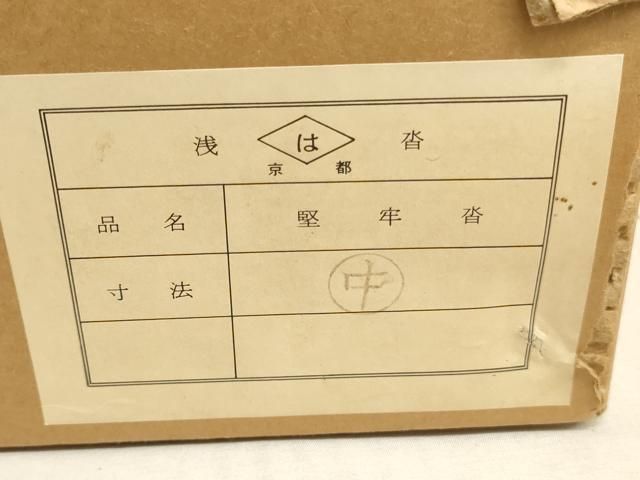 浅 は 沓
京都
品名 堅牢沓
寸法 中